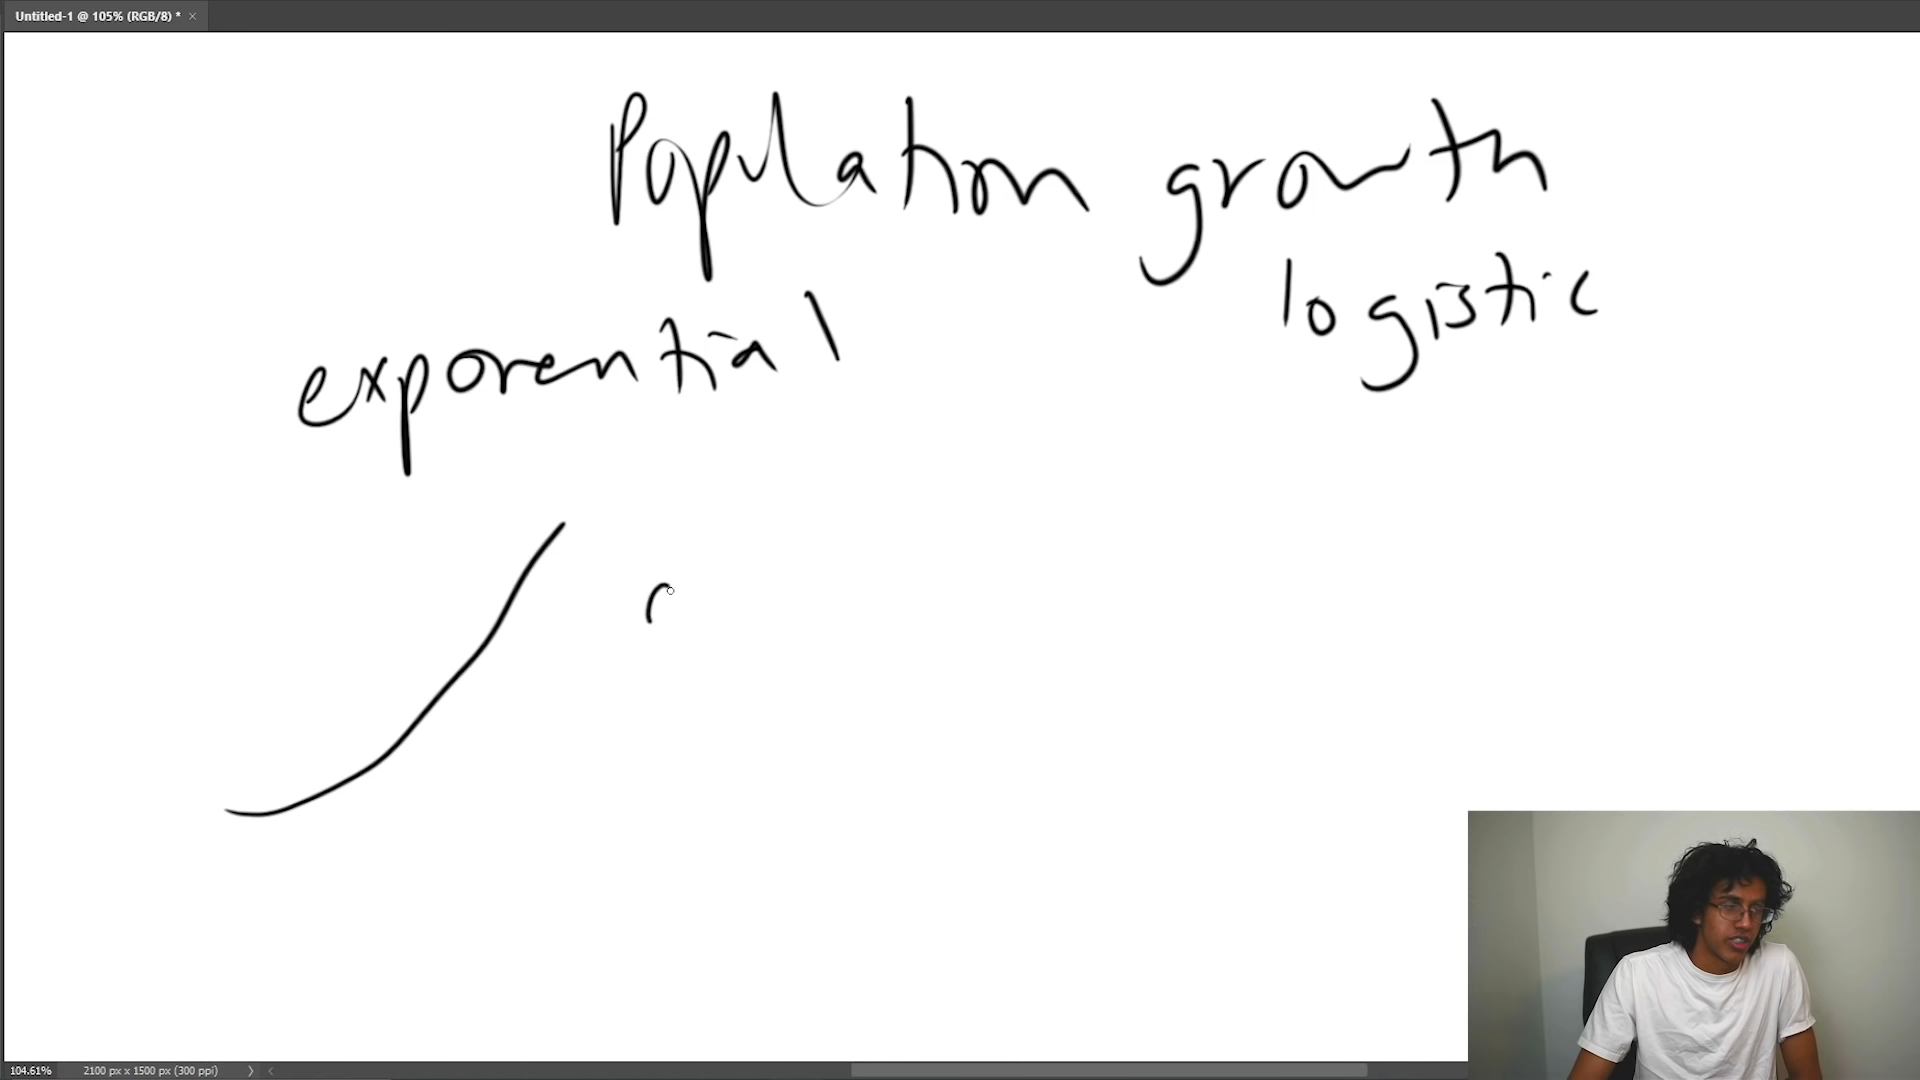 Untitled-1 @ 105% (RGB/8) * ×
Population growth
exponential
logistic
104.61% 2100 px x 1500 px (300 ppi)